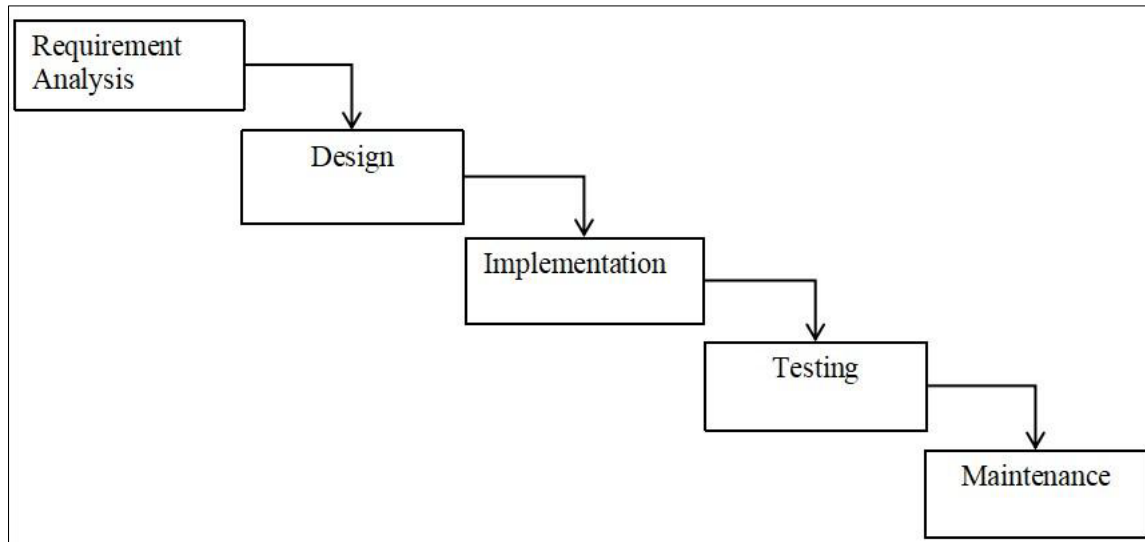 Requirement
Analysis
Design
Implementation
Testing
Maintenance